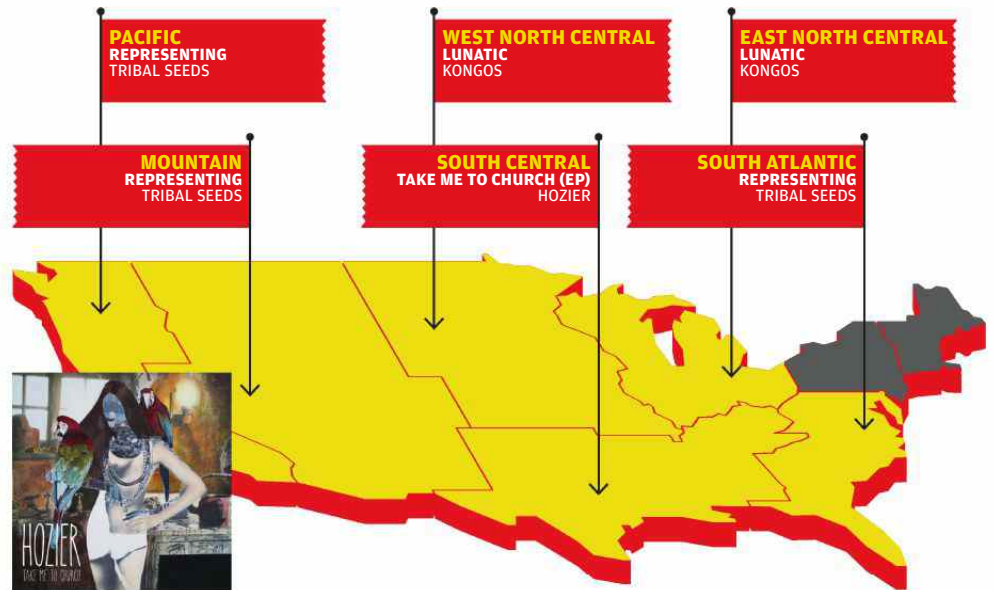 PACIFIC
REPRESENTING
TRIBAL SEEDS
WEST NORTH CENTRAL
LUNATIC
KONGOS
EAST NORTH CENTRAL
LUNATIC
KONGOS
MOUNTAIN
REPRESENTING
TRIBAL SEEDS
SOUTH CENTRAL
TAKE ME TO CHURCH (EP)
HOZIER
SOUTH ATLANTIC
REPRESENTING
TRIBAL SEEDS
HOZIER
TAKE ME TO CHURCH